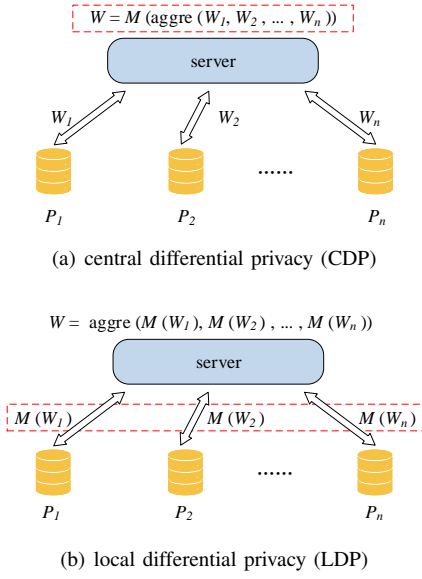 W = M (aggre (W1, W2 , ... , Wn ))
server
W1 W2 Wn
......
P1 P2 Pn
(a) central differential privacy (CDP)
W = aggre (M (W1), M (W2) , ... , M (Wn ))
server
M (W1) M (W2) M (Wn)
......
P1 P2 Pn
(b) local differential privacy (LDP)